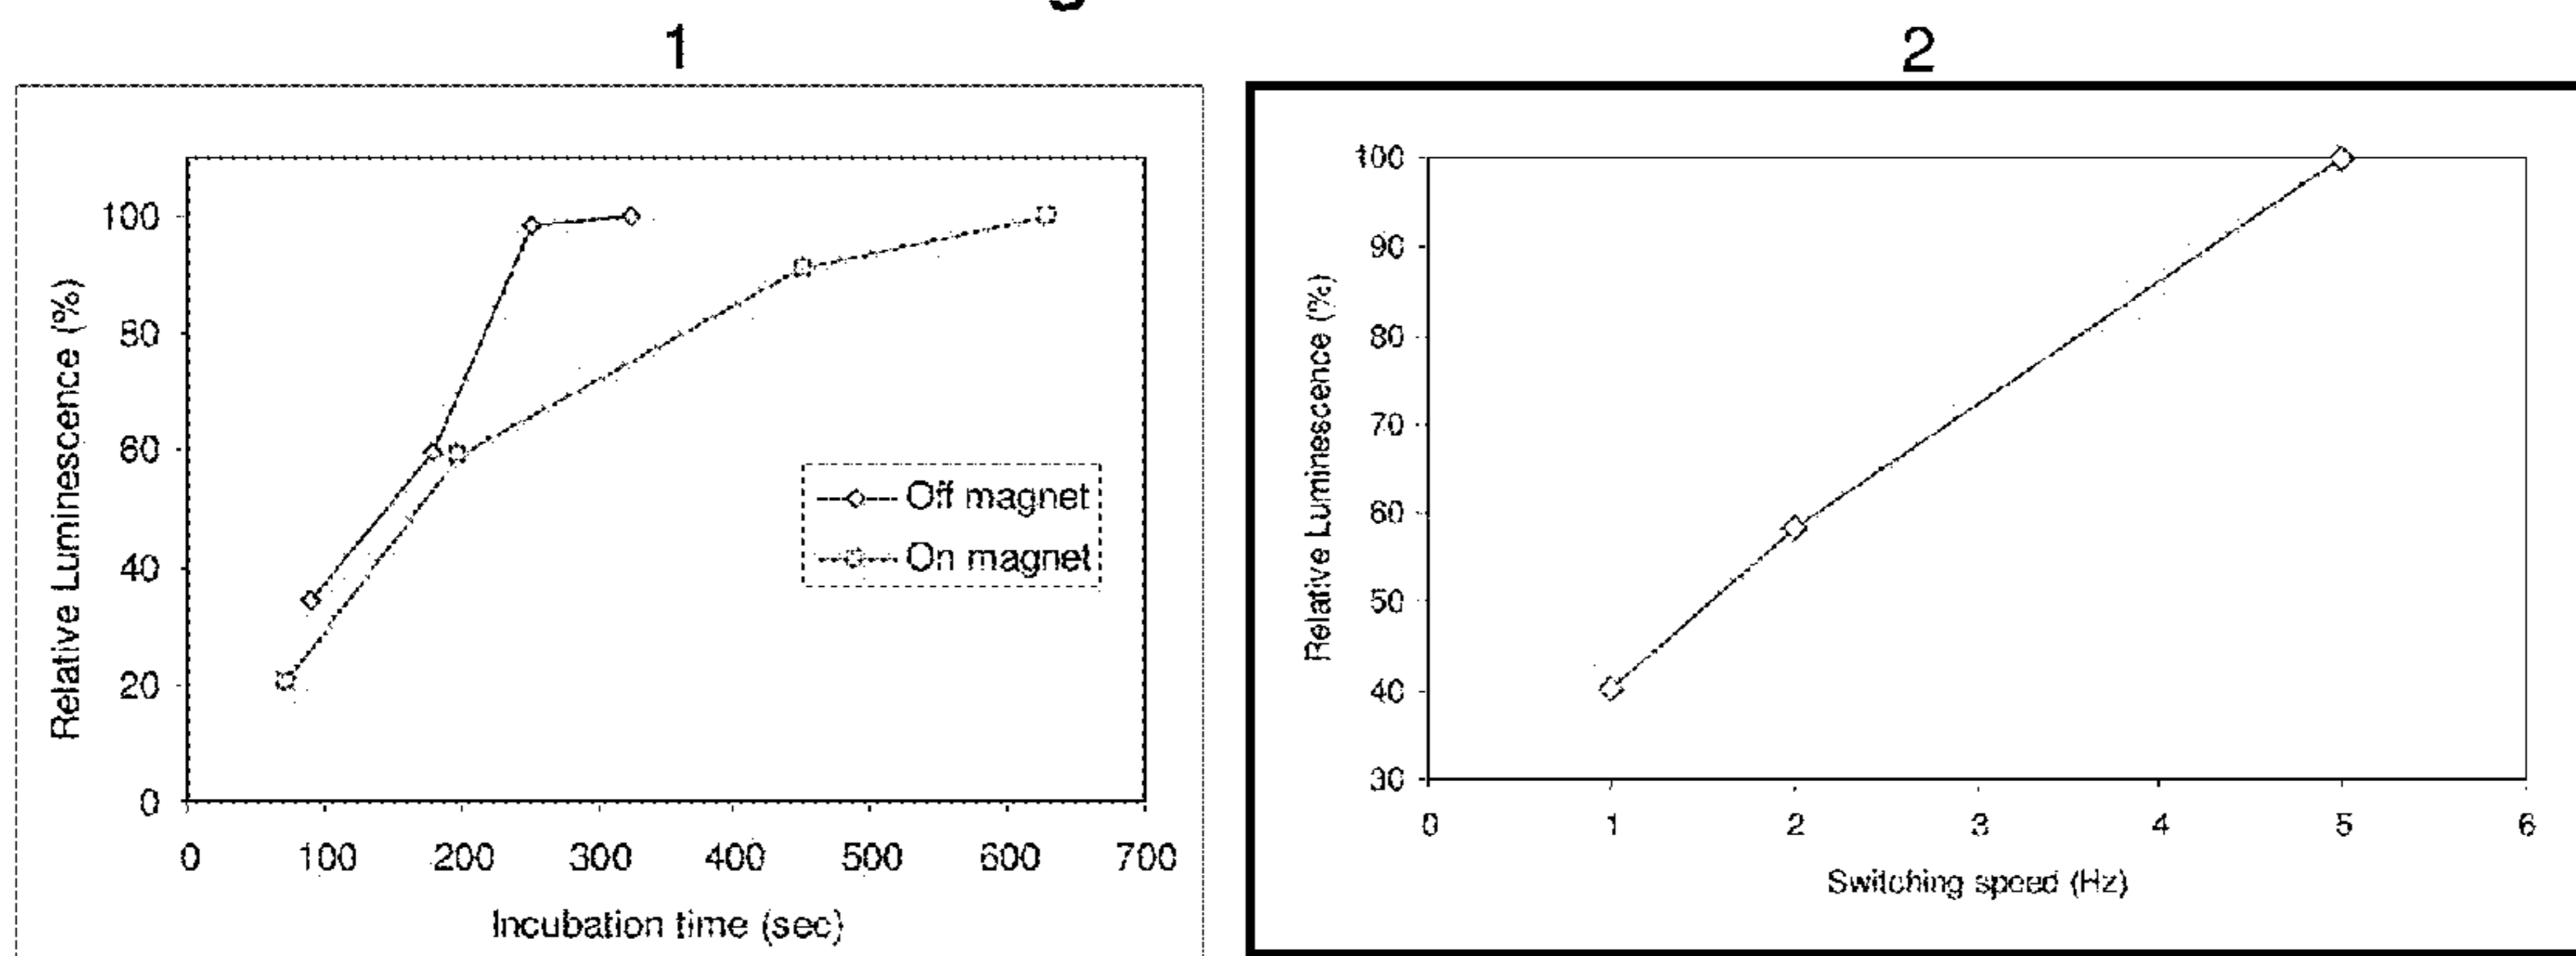 1
2
Relative Luminescence (%)
100
80
60
40
20
0
0 100 200 300 400 500 600 700
Incubation time (sec)
Off magnet
On magnet
Relative Luminescence (%)
100
90
80
70
60
50
40
30
0 1 2 3 4 5 6
Switching speed (Hz)